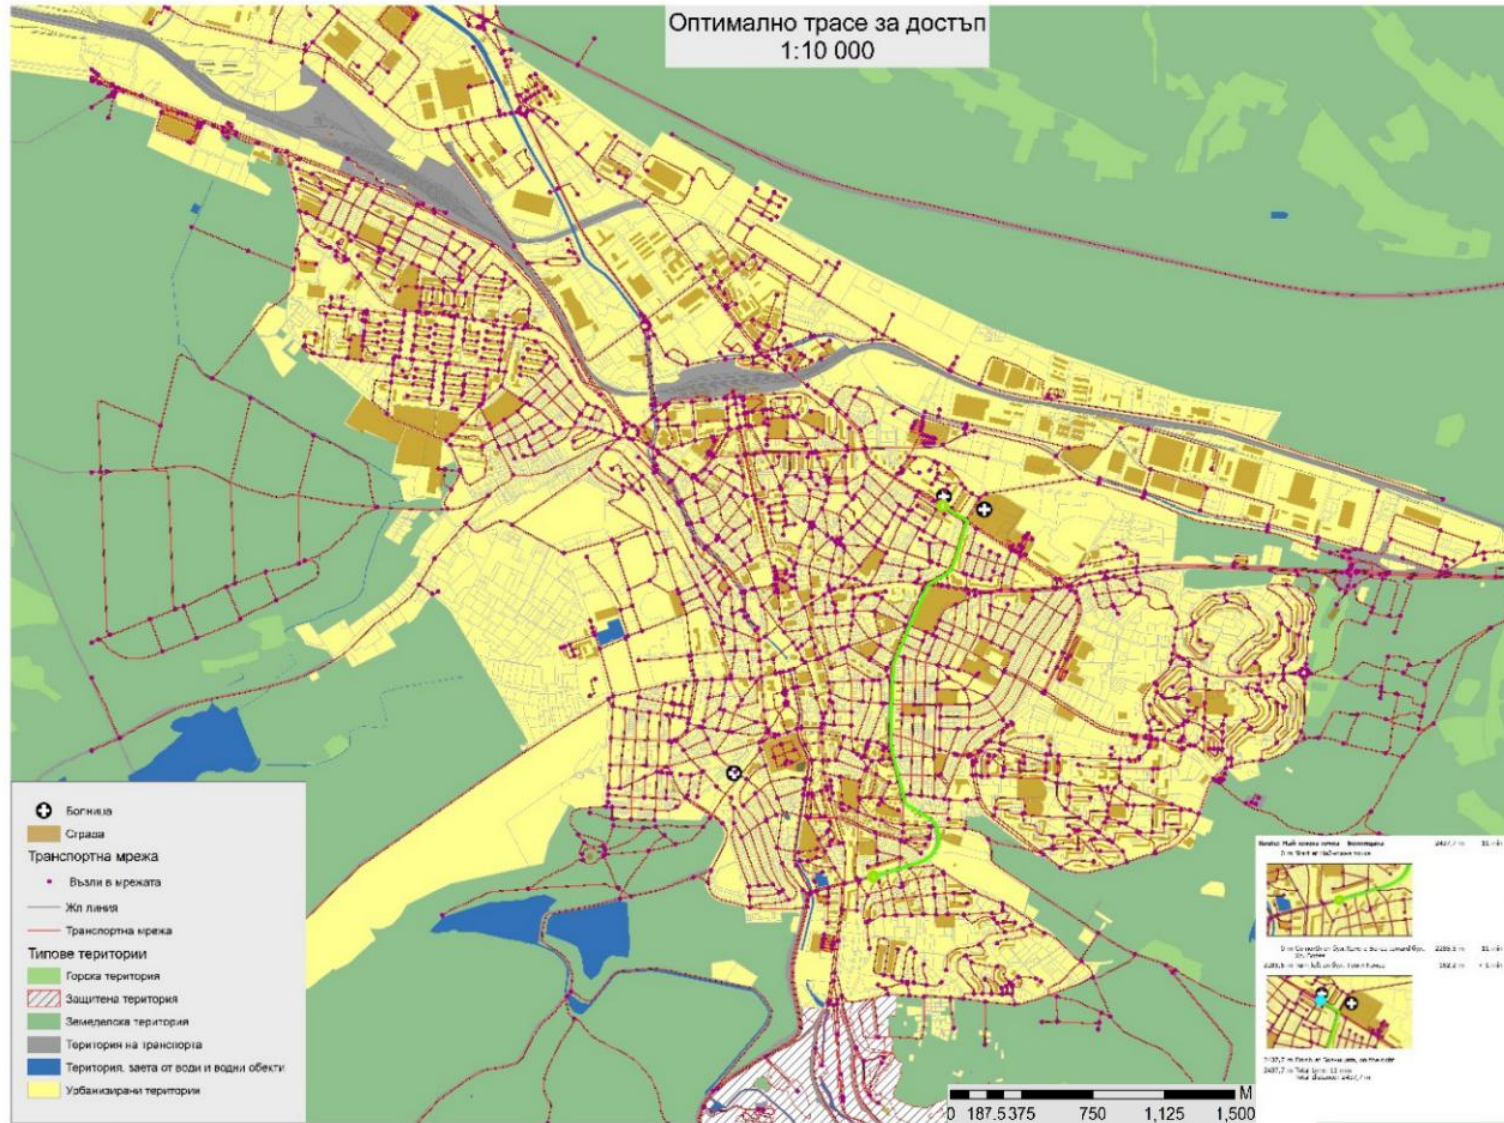 Оптимално трасе за достъп
1:10 000
Болница
Сграда
Транспортна мрежа
Възли в мрежата
Жп линия
Транспортна мрежа
Типове територии
Горска територия
Защитена територия
Земеделска територия
Територия на транспорта
Територия, заета от води и водни обекти
Урбанизирани територии
M
0 187.5 375 750 1,125 1,500